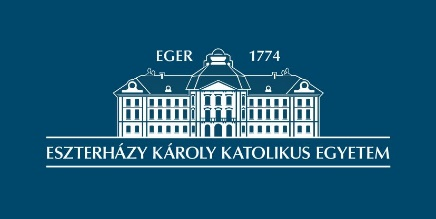 EGER 1774
ESZTERHÁZY KÁROLY KATOLIKUS EGYETEM